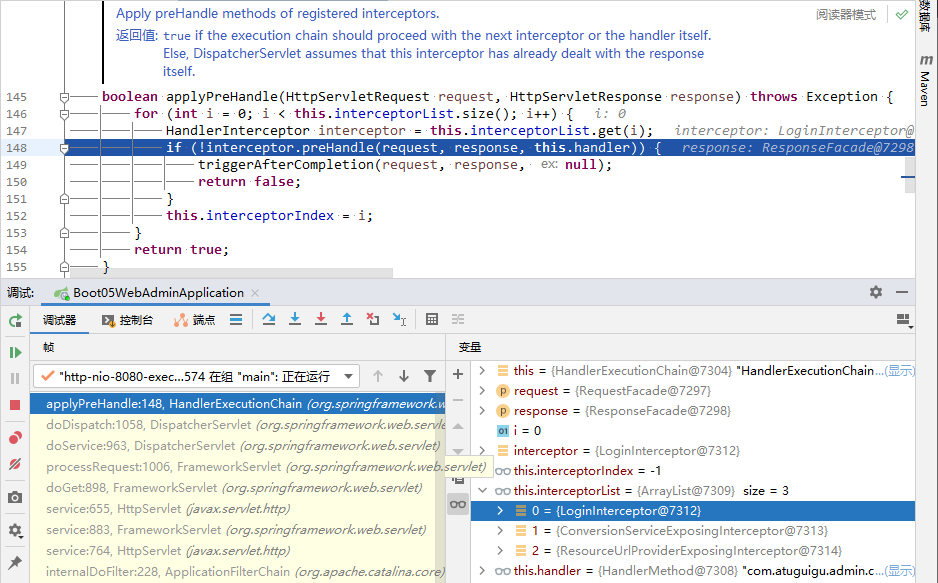 Apply preHandle methods of registered interceptors.
返回值: true if the execution chain should proceed with the next interceptor or the handler itself.
Else, DispatcherServlet assumes that this interceptor has already dealt with the response
itself.
阅读器模式
数据库
m Maven
145 boolean applyPreHandle(HttpServletRequest request, HttpServletResponse response) throws Exception {
146 for (int i = 0; i < this.interceptorList.size(); i++) { i: 0
147 HandlerInterceptor interceptor = this.interceptorList.get(i); interceptor: LoginInterceptor@
148 if (!interceptor.preHandle(request, response, this.handler)) { response: ResponseFacade@7298
149 triggerAfterCompletion(request, response, ex: null);
150 return false;
151 }
152 this.interceptorIndex = i;
153 }
154 return true;
155 }
调试: Boot05WebAdminApplication
调试器 控制台 端点
帧
"http-nio-8080-exec...574 在组 "main": 正在运行
applyPreHandle:148, HandlerExecutionChain (org.springframework.w
doDispatch:1058, DispatcherServlet (org.springframework.web.servle
doService:963, DispatcherServlet (org.springframework.web.servlet)
processRequest:1006, FrameworkServlet (org.springframework.web.servlet)
doGet:898, FrameworkServlet (org.springframework.web.servlet)
service:655, HttpServlet (javax.servlet.http)
service:883, FrameworkServlet (org.springframework.web.servlet)
service:764, HttpServlet (javax.servlet.http)
internalDoFilter:228, ApplicationFilterChain (org.apache.catalina.core)
变量
this = {HandlerExecutionChain@7304} "HandlerExecutionChain...(显示)
p request = {RequestFacade@7297}
p response = {ResponseFacade@7298}
01 i = 0
interceptor = {LoginInterceptor@7312}
this.interceptorIndex = -1
this.interceptorList = {ArrayList@7309} size = 3
0 = {LoginInterceptor@7312}
1 = {ConversionServiceExposingInterceptor@7313}
2 = {ResourceUrlProviderExposingInterceptor@7314}
this.handler = {HandlerMethod@7308} "com.atuguigu.admin.c...(显示)